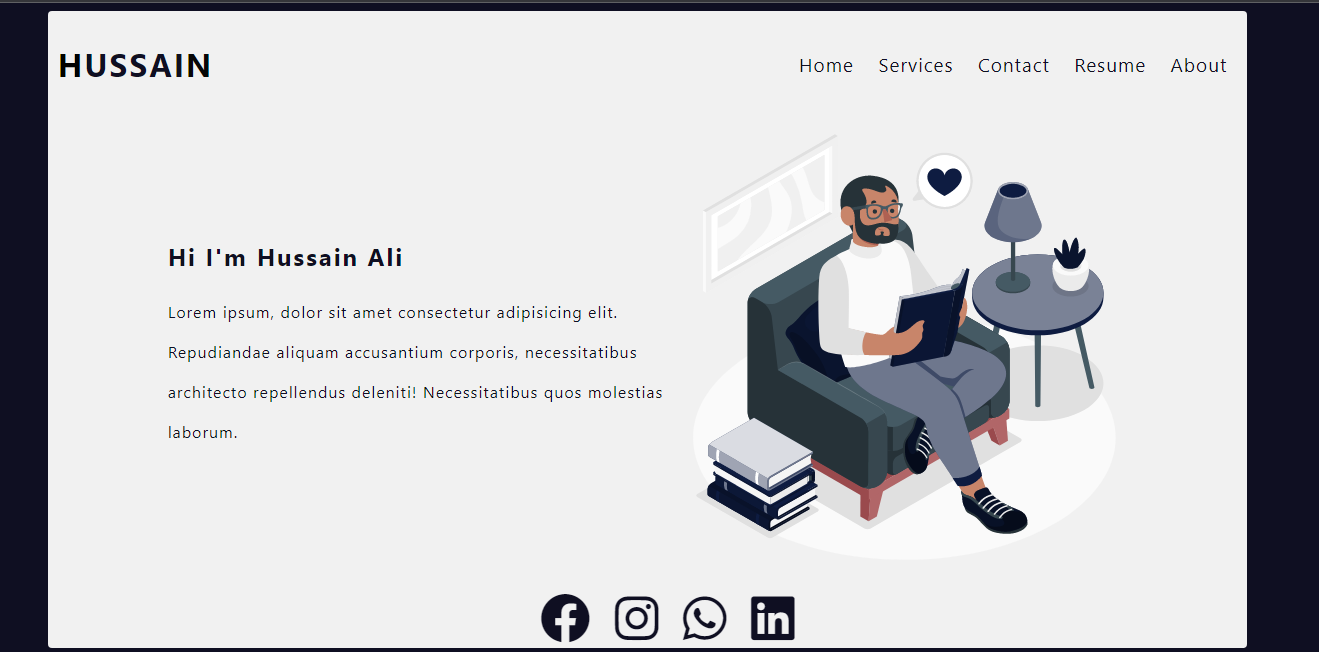 HUSSAIN
Home Services Contact Resume About
Hi I'm Hussain Ali
Lorem ipsum, dolor sit amet consectetur adipisicing elit.
Repudiandae aliquam accusantium corporis, necessitatibus
architecto repellendus deleniti! Necessitatibus quos molestias
laborum.
in